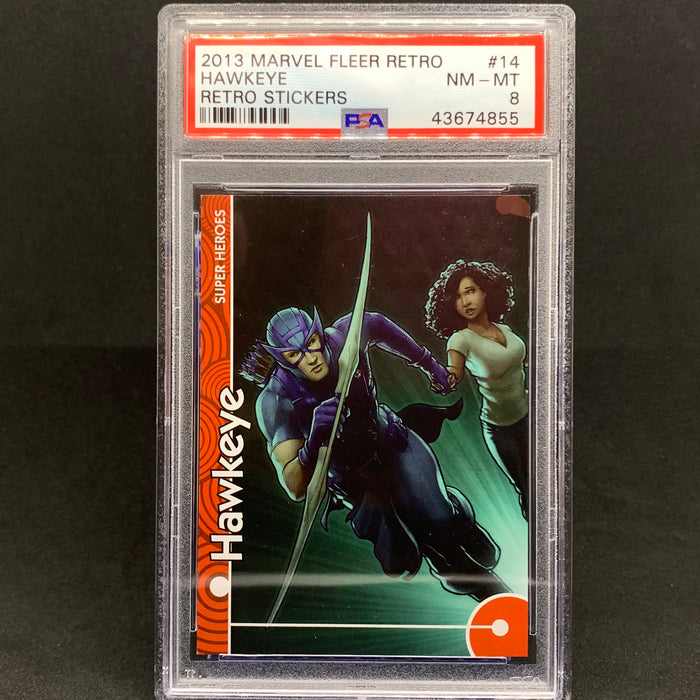 2013 MARVEL FLEER RETRO #14
HAWKEYE NM - MT
RETRO STICKERS 8
PSA 43674855
SUPER HEROES
Hawkeye